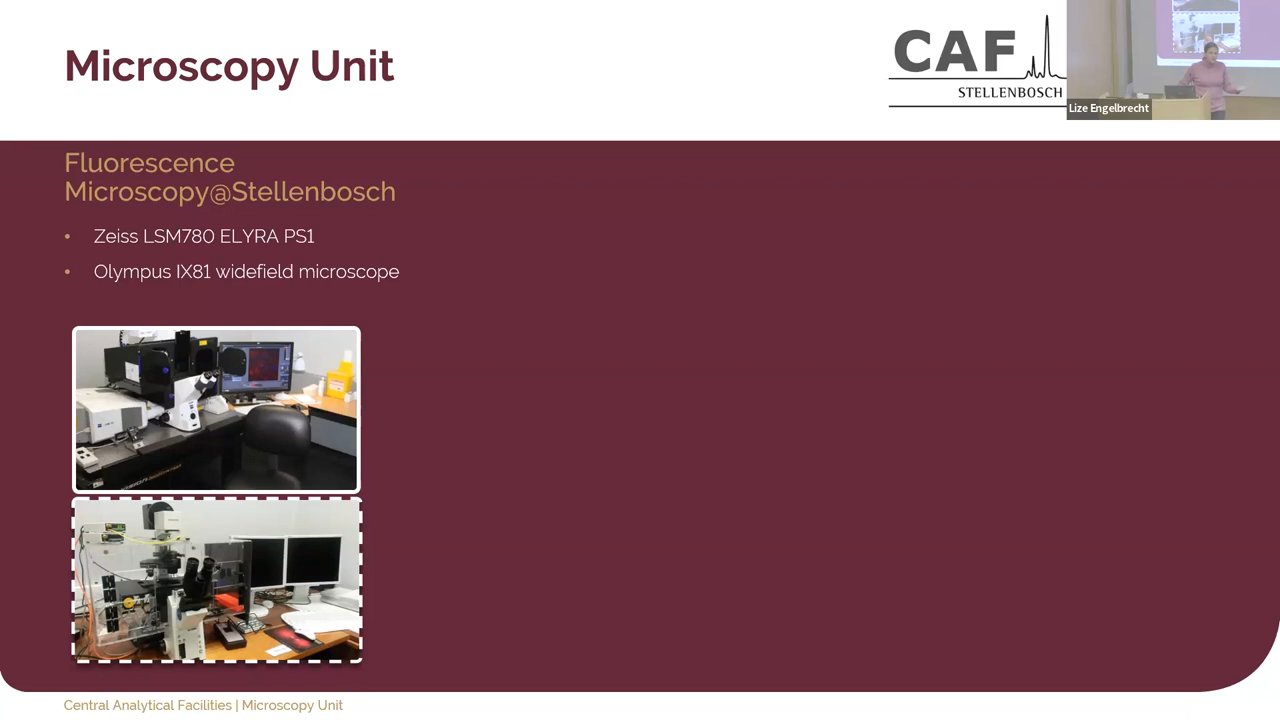 Microscopy Unit
CAF
STELLENBOSCH
Lize Engelbrecht
Fluorescence
Microscopy@Stellenbosch
• Zeiss LSM780 ELYRA PS1
• Olympus IX81 widefield microscope
Central Analytical Facilities | Microscopy Unit